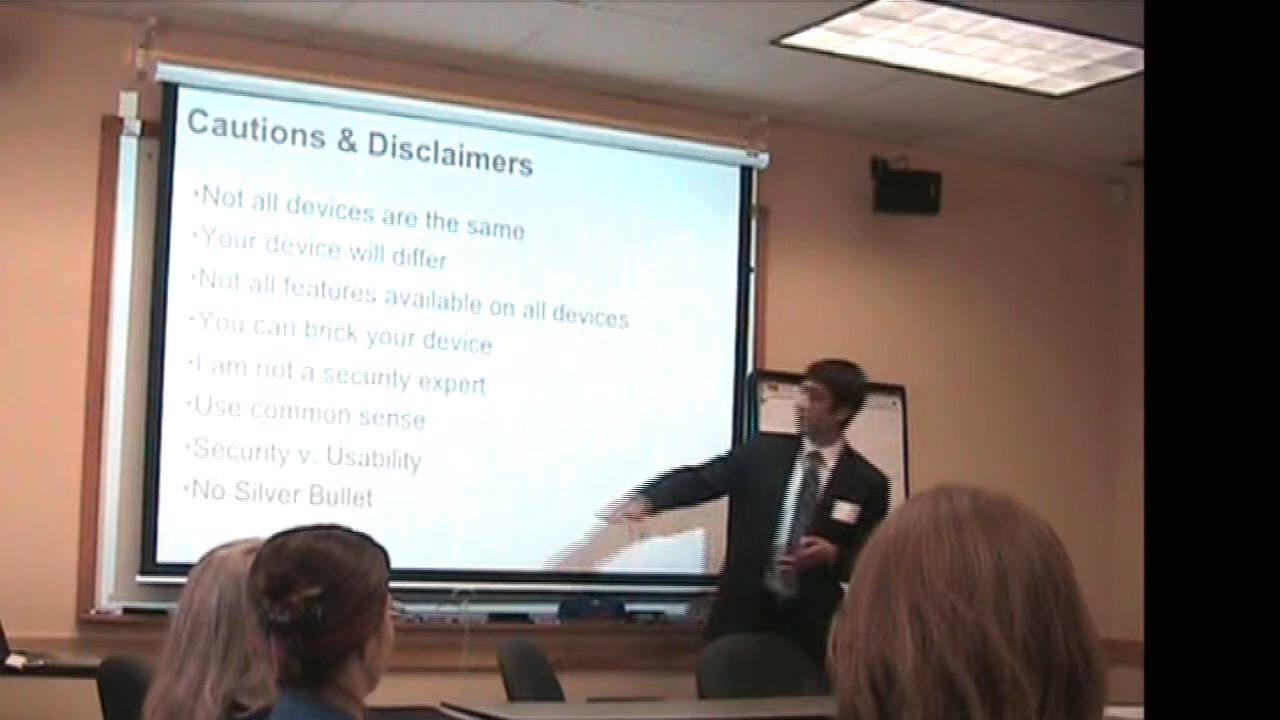 Cautions & Disclaimers
•Not all devices are the same
•Your device will differ
•Not all features available on all devices
•You can brick your device
•I am not a security expert
•Use common sense
•Security v. Usability
•No Silver Bullet